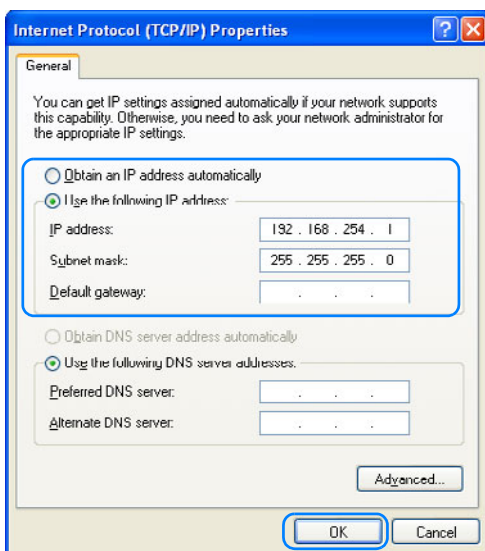 Internet Protocol (TCP/IP) Properties
General
You can get IP settings assigned automatically if your network supports
this capability. Otherwise, you need to ask your network administrator for
the appropriate IP settings.
Obtain an IP address automatically
Use the following IP address:
IP address: 192 . 168 . 254 . 1
Subnet mask: 255 . 255 . 255 . 0
Default gateway: . . .
Obtain DNS server address automatically
Use the following DNS server addresses:
Preferred DNS server: . . .
Alternate DNS server: . . .
Advanced...
OK Cancel